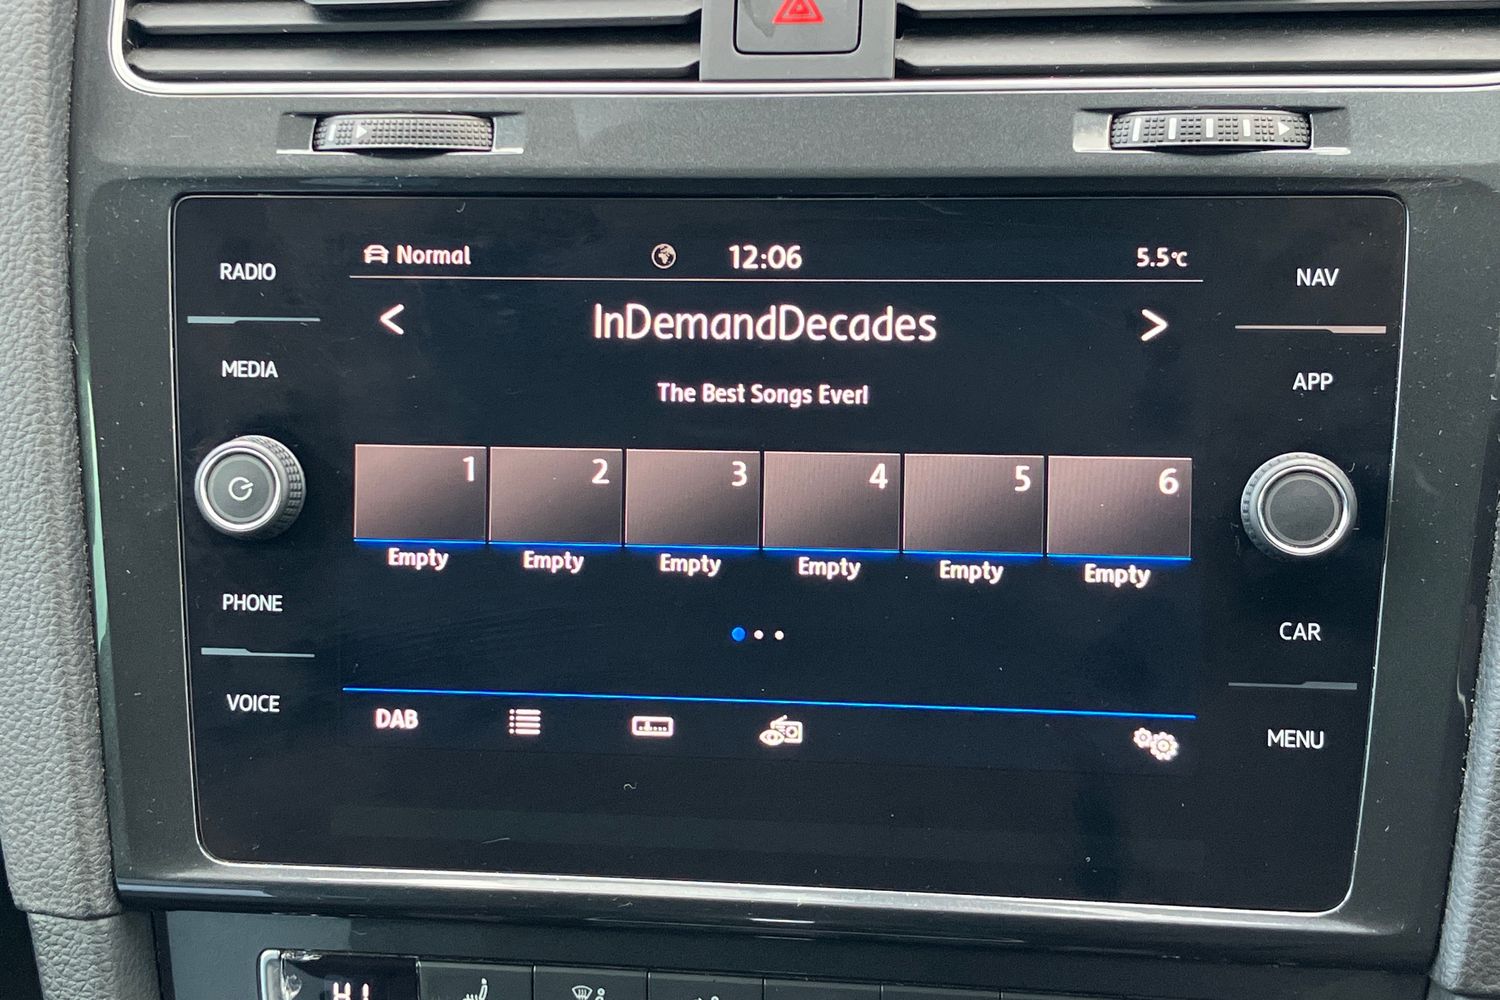 RADIO
MEDIA
PHONE
VOICE
Normal
12:06
5.5°C
InDemandDecades
The Best Songs Ever!
1
2
3
4
5
6
Empty
Empty
Empty
Empty
Empty
Empty
DAB
NAV
APP
CAR
MENU